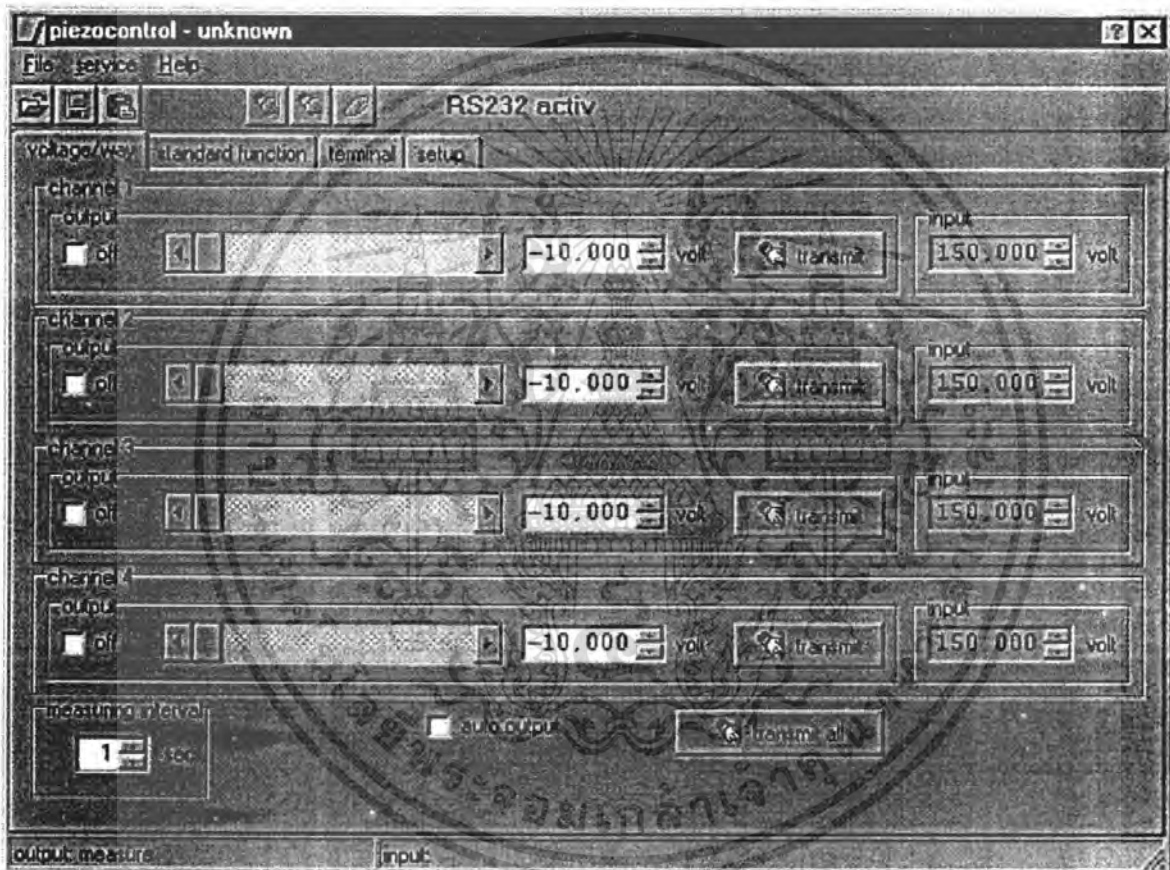 piezocontrol - unknown
File service Help
RS232 activ
voltage/way standard function terminal setup
channel 1
output input
off -10.000 volt transmit 150.000 volt
channel 2
output input
off -10.000 volt transmit 150.000 volt
channel 3
output input
off -10.000 volt transmit 150.000 volt
channel 4
output input
off -10.000 volt transmit 150.000 volt
measuring interval
1 sec auto output transmit all
output: measure input: